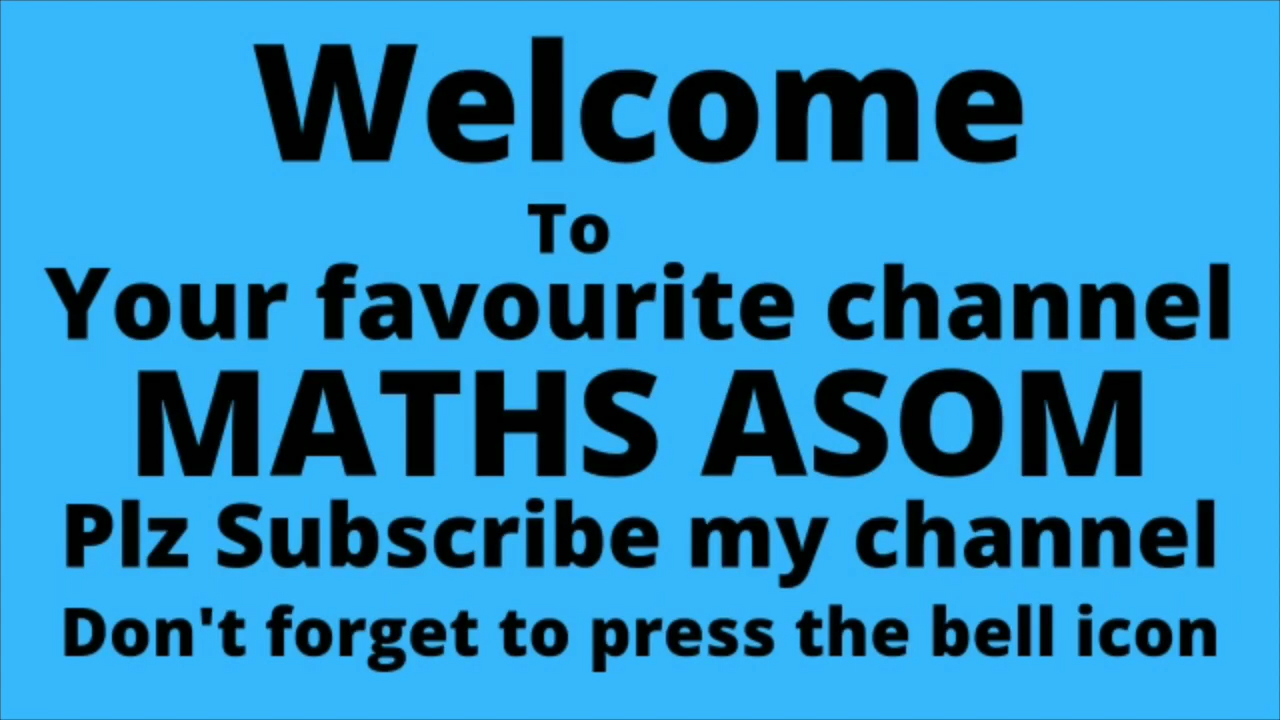 Welcome
To
Your favourite channel
MATHS ASOM
Plz Subscribe my channel
Don't forget to press the bell icon